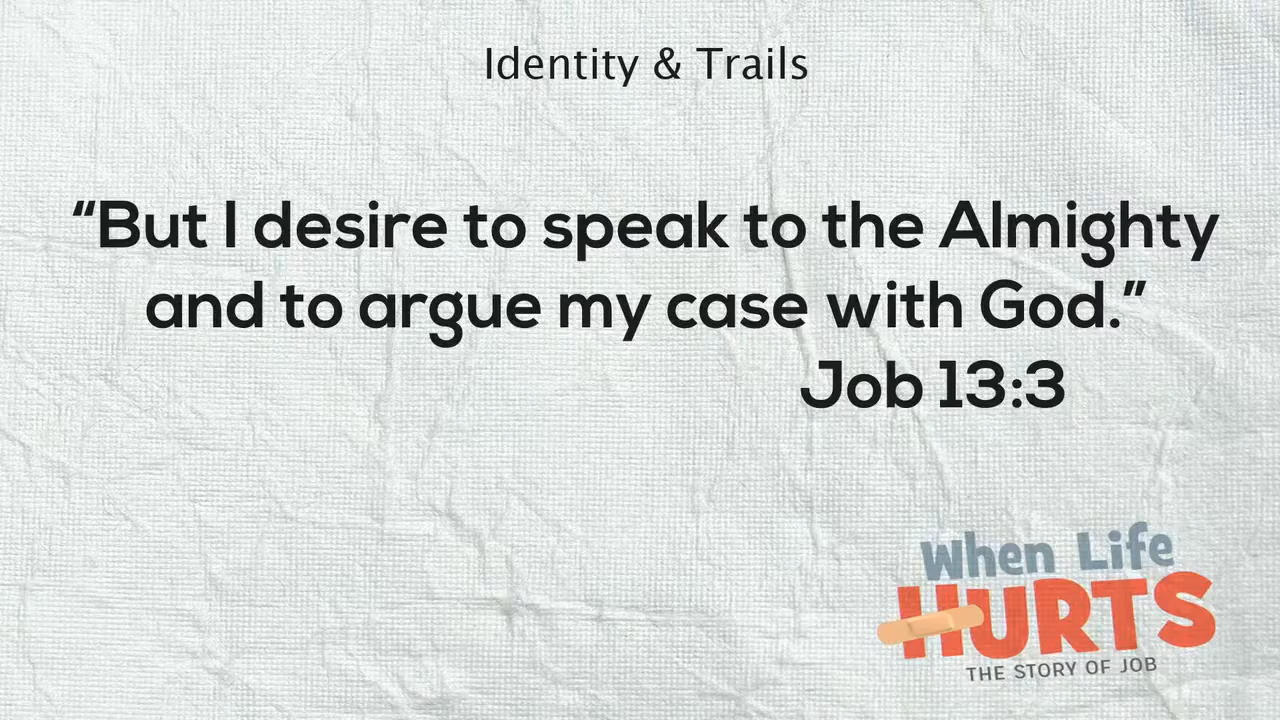 Identity & Trails
“But I desire to speak to the Almighty
and to argue my case with God.”
Job 13:3
When Life
HURTS
THE STORY OF JOB